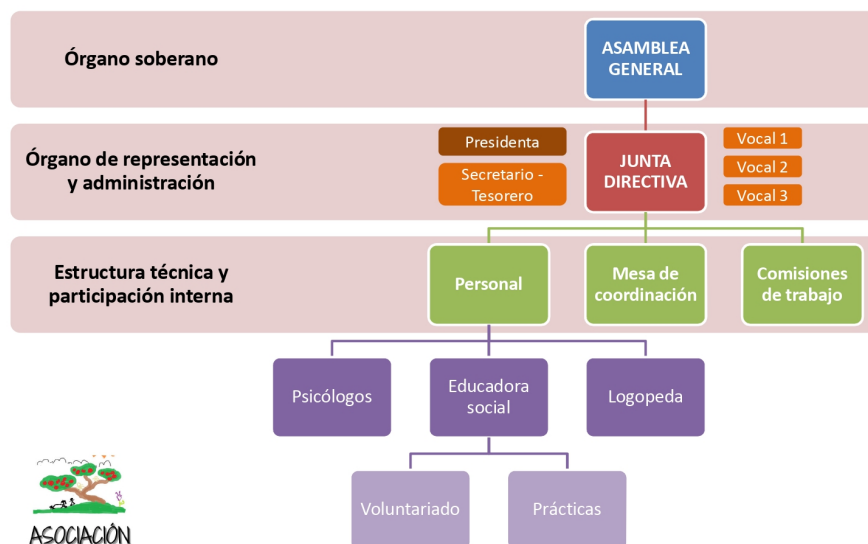 Órgano soberano
ASAMBLEA
GENERAL
Órgano de representación
y administración
Presidenta
Secretario -
Tesorero
JUNTA
DIRECTIVA
Vocal 1
Vocal 2
Vocal 3
Estructura técnica y
participación interna
Personal
Mesa de
coordinación
Comisiones
de trabajo
Psicólogos
Educadora
social
Logopeda
Voluntariado
Prácticas
ASOCIACIÓN